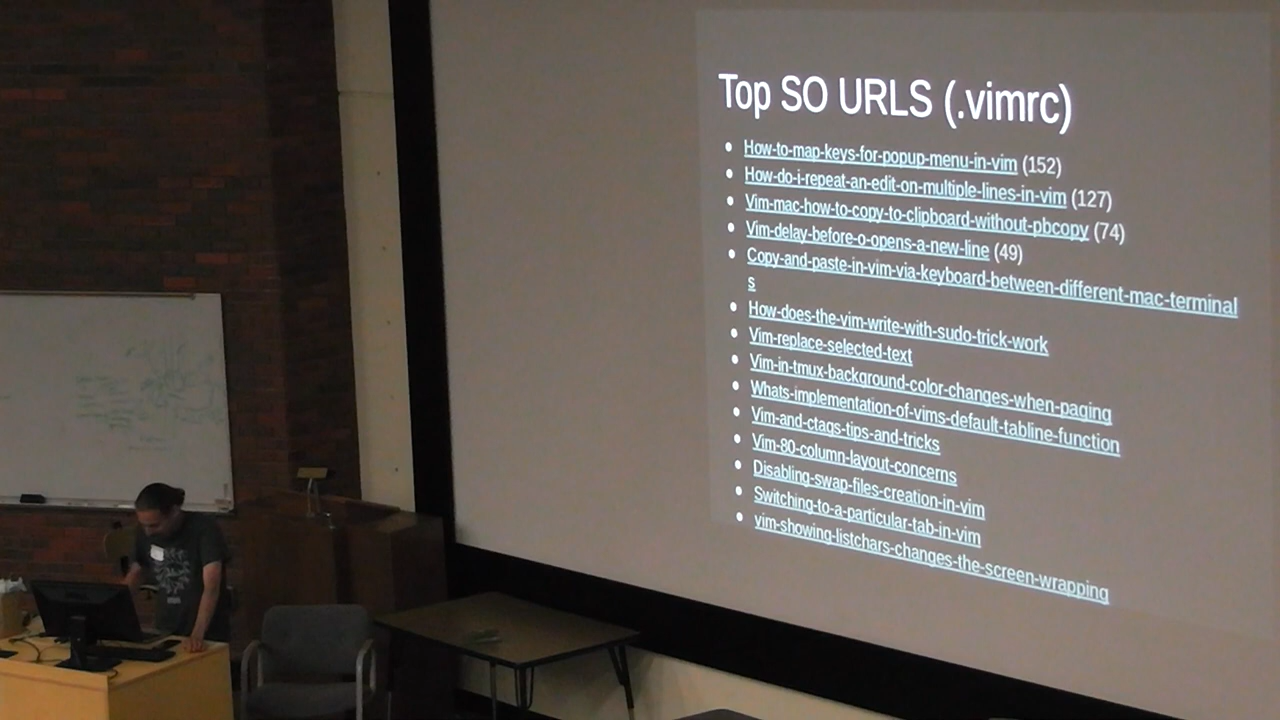 Top SO URLS (.vimrc)
How-to-map-keys-for-popup-menu-in-vim (152)
How-do-i-repeat-an-edit-on-multiple-lines-in-vim (127)
Vim-mac-how-to-copy-to-clipboard-without-pbcopy (74)
Vim-delay-before-o-opens-a-new-line (49)
Copy-and-paste-in-vim-via-keyboard-between-different-mac-terminal
s
How-does-the-vim-write-with-sudo-trick-work
Vim-replace-selected-text
Vim-in-tmux-background-color-changes-when-paging
Whats-implementation-of-vims-default-tabline-function
Vim-and-ctags-tips-and-tricks
Vim-80-column-layout-concerns
Disabling-swap-files-creation-in-vim
Switching-to-a-particular-tab-in-vim
vim-showing-listchars-changes-the-screen-wrapping